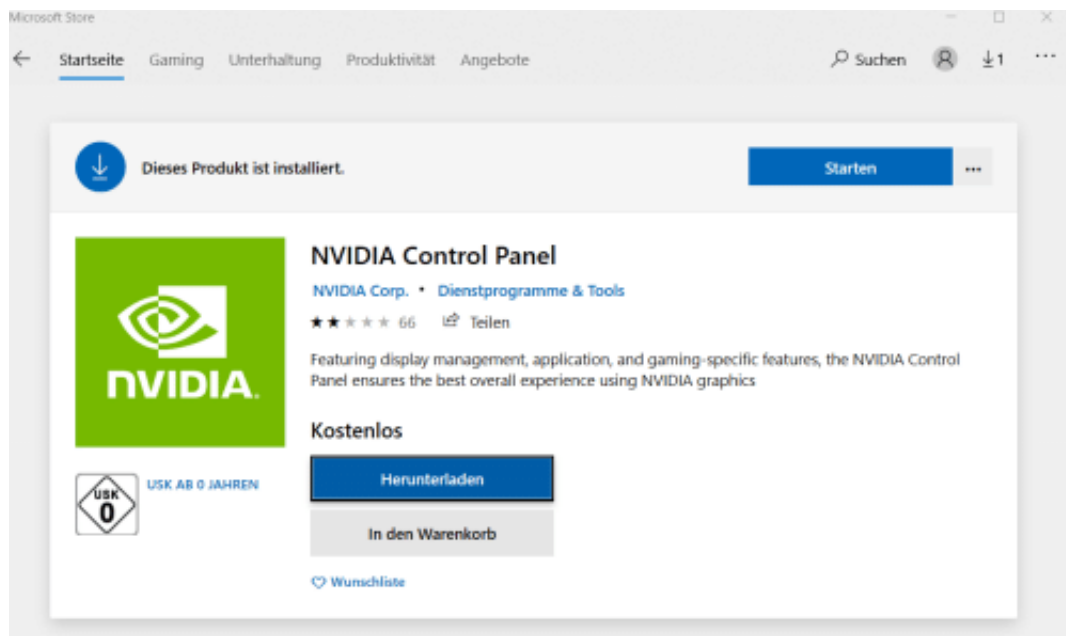 Microsoft Store
Startseite Gaming Unterhaltung Produktivität Angebote Suchen 1
Dieses Produkt ist installiert. Starten
NVIDIA Control Panel
NVIDIA Corp. • Dienstprogramme & Tools
66 Teilen
Featuring display management, application, and gaming-specific features, the NVIDIA Control
Panel ensures the best overall experience using NVIDIA graphics
NVIDIA.
Kostenlos
Herunterladen
USK
0
USK AB 0 JAHREN
In den Warenkorb
Wunschliste